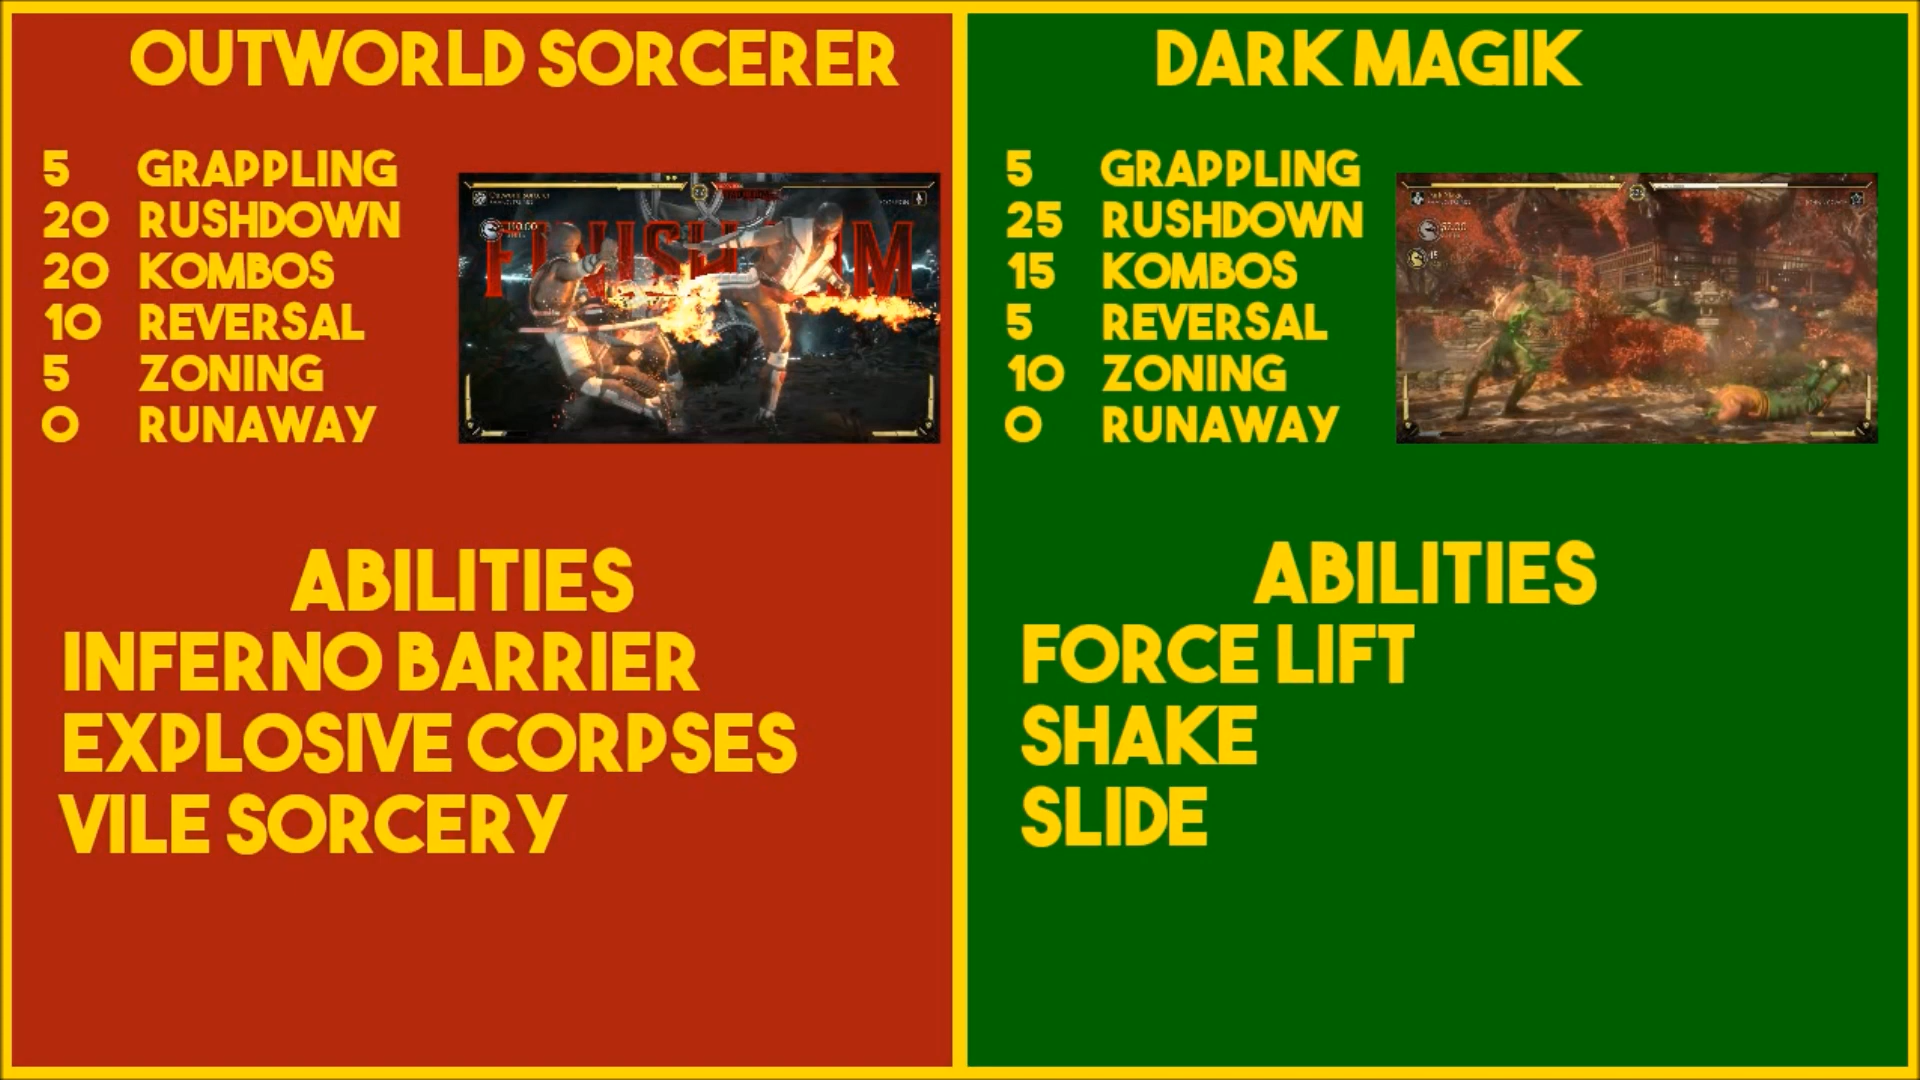 OUTWORLD SORCERER
5 GRAPPLING
20 RUSHDOWN
20 KOMBOS
10 REVERSAL
5 ZONING
0 RUNAWAY
FINISH HIM
ABILITIES
INFERNO BARRIER
EXPLOSIVE CORPSES
VILE SORCERY
DARK MAGIK
5 GRAPPLING
25 RUSHDOWN
15 KOMBOS
5 REVERSAL
10 ZONING
0 RUNAWAY
ABILITIES
FORCE LIFT
SHAKE
SLIDE